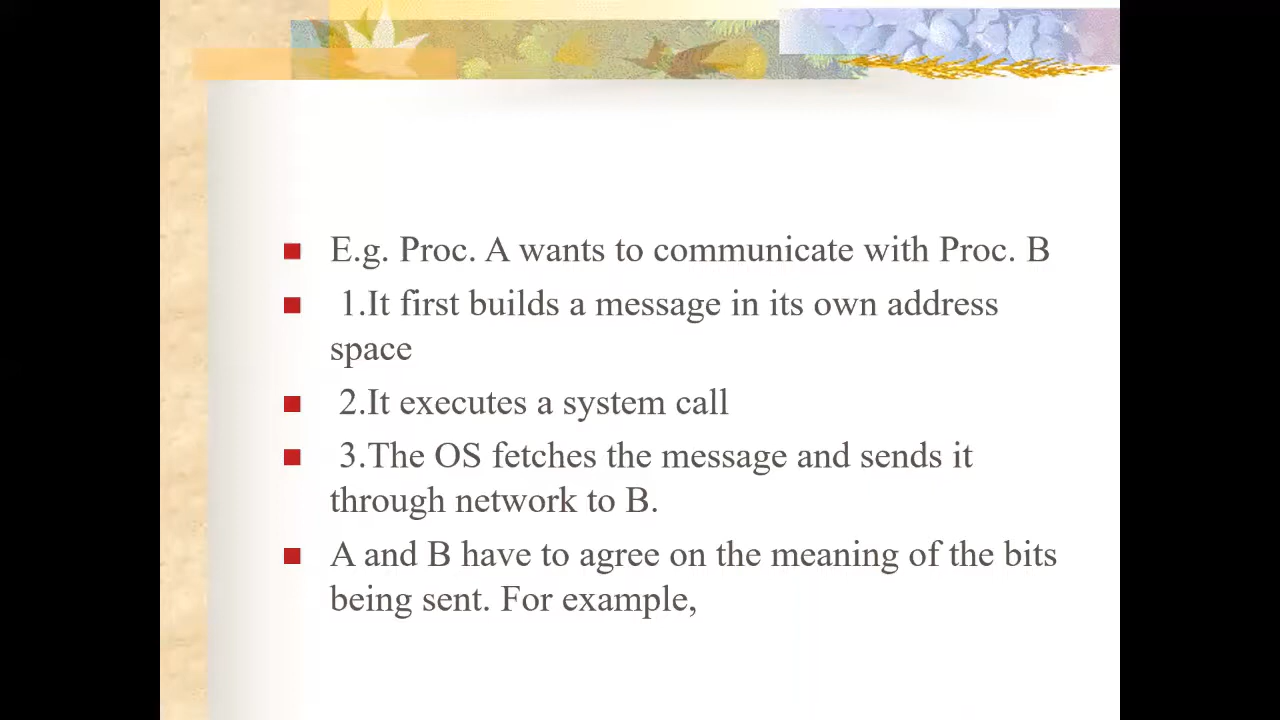 E.g. Proc. A wants to communicate with Proc. B
1.It first builds a message in its own address
space
2.It executes a system call
3.The OS fetches the message and sends it
through network to B.
A and B have to agree on the meaning of the bits
being sent. For example,